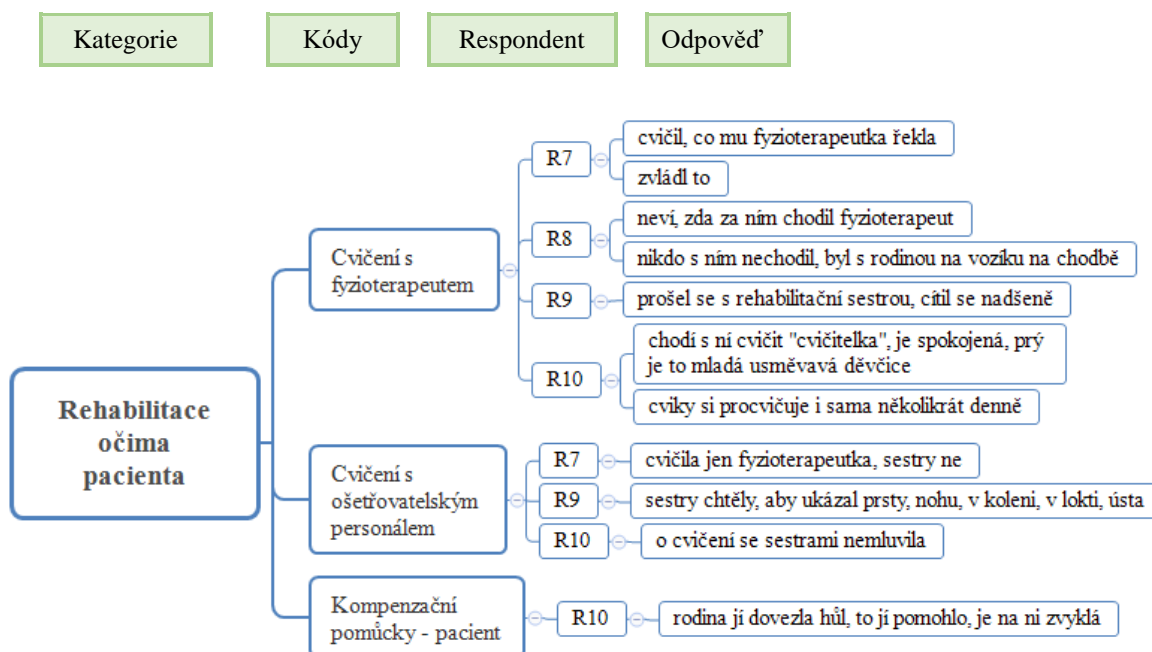 Kategorie
Kódy
Respondent
Odpověď
Rehabilitace
očima
pacienta
Cvičení s
fyzioterapeutem
R7
cvičil, co mu fyzioterapeutka řekla
zvládl to
R8
neví, zda za ním chodil fyzioterapeut
nikdo s ním nechodil, byl s rodinou na vozíku na chodbě
R9
prošel se s rehabilitační sestrou, cítil se nadšeně
R10
chodí s ní cvičit "cvičitelka", je spokojená, prý
je to mladá usměvavá děvčice
cviky si procvičuje i sama několikrát denně
Cvičení s
ošetřovatelským
personálem
R7
cvičila jen fyzioterapeutka, sestry ne
R9
sestry chtěly, aby ukázal prsty, nohu, v koleni, v lokti, ústa
R10
o cvičení se sestrami nemluvila
Kompenzační
pomůcky - pacient
R10
rodina jí dovezla hůl, to jí pomohlo, je na ni zvyklá